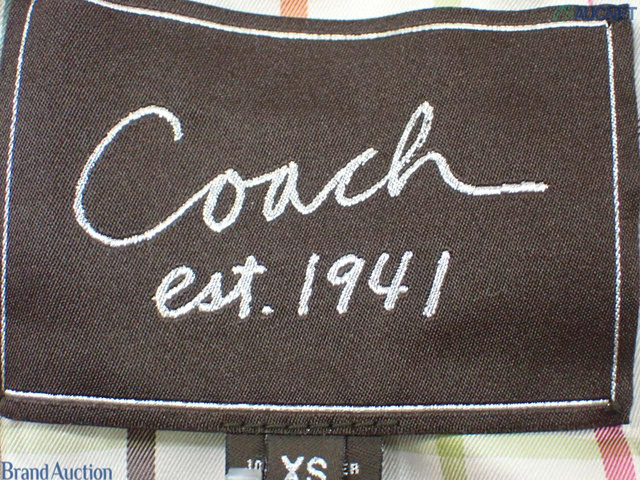 Coach
est. 1941
XS
Brand Auction